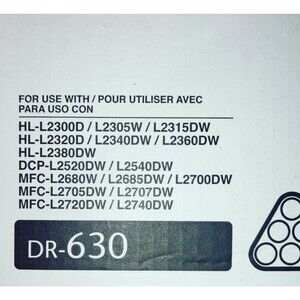 FOR USE WITH / POUR UTILISER AVEC
PARA USO CON
HL-L2300D / L2305W / L2315DW
HL-L2320D / L2340DW / L2360DW
HL-L2380DW
DCP-L2520DW / L2540DW
MFC-L2680W / L2685DW / L2700DW
MFC-L2705DW / L2707DW
MFC-L2720DW / L2740DW
DR-630